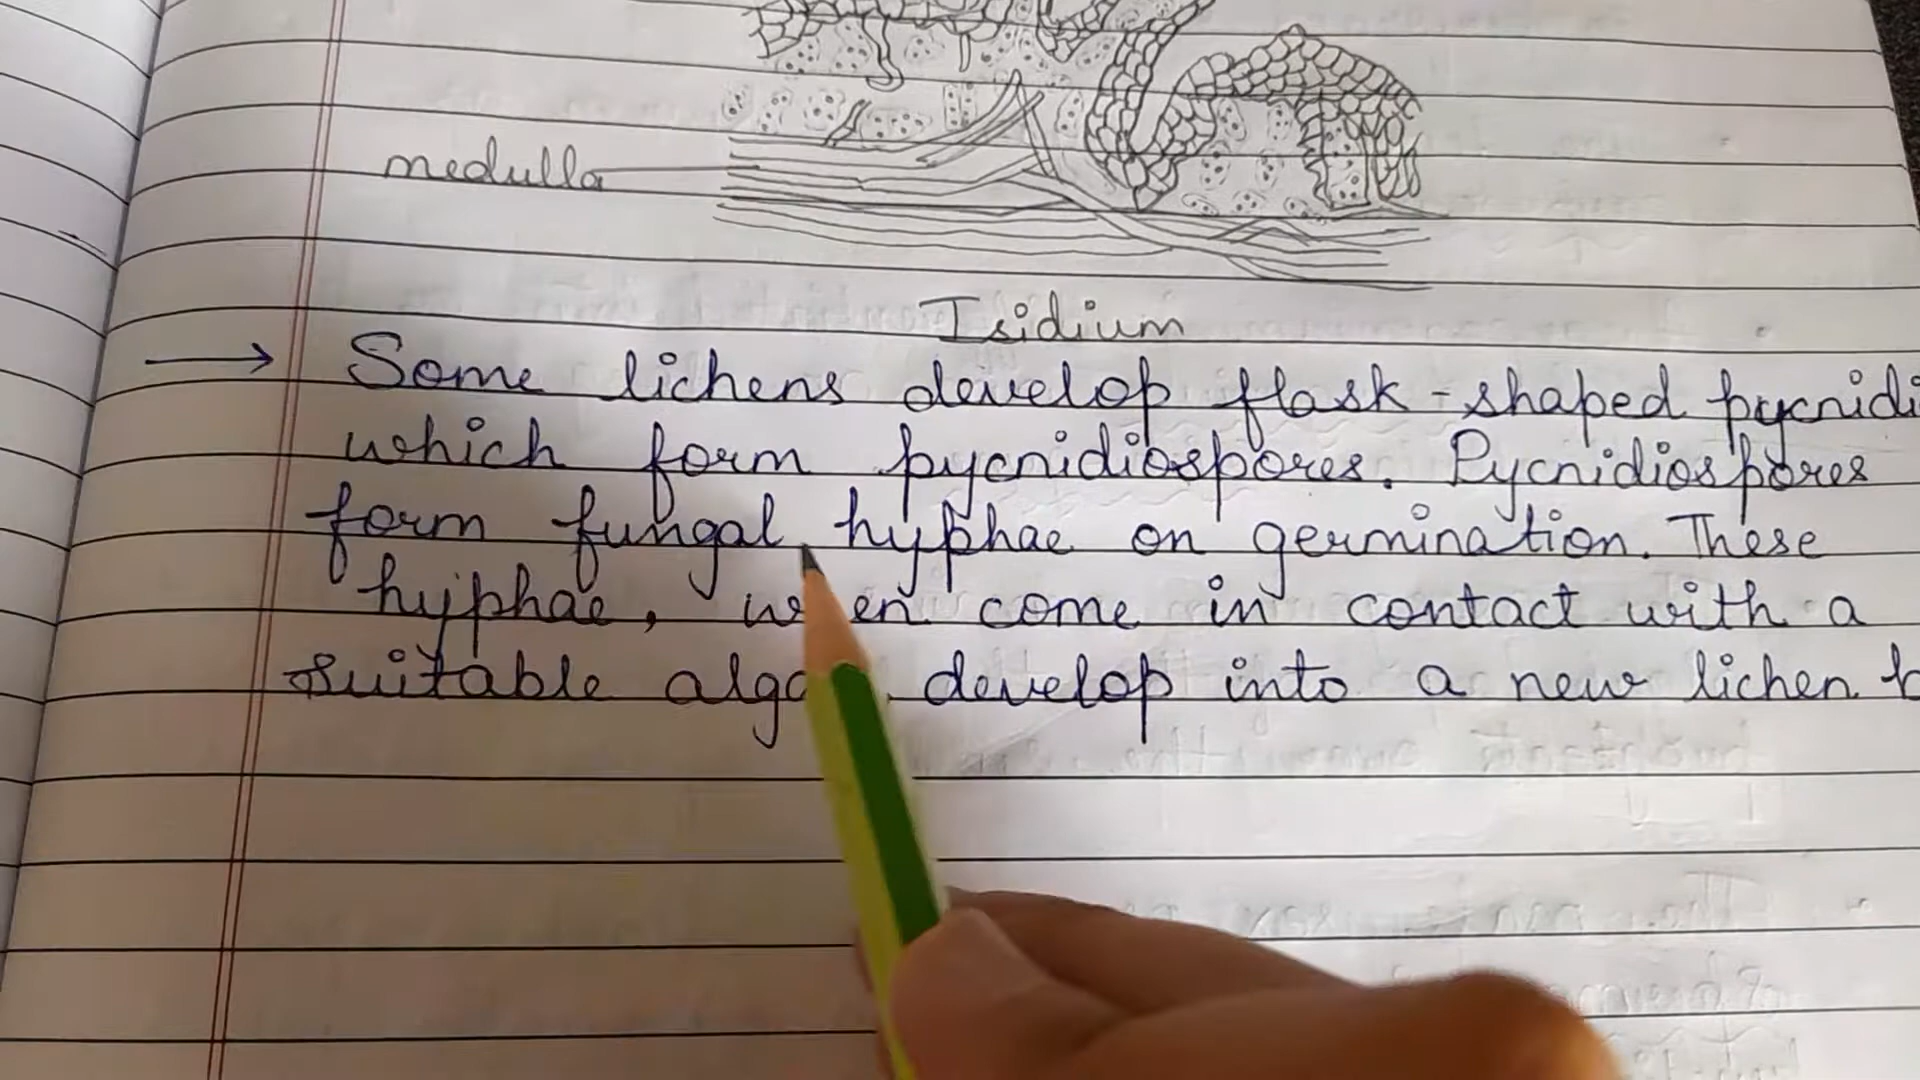 medulla
Isidium
Some lichens develop flask-shaped pycnidi
which form pycnidiospores. Pycnidiospores
form fungal hyphae on germination. These
hyphae, when come in contact with a
suitable alga, develop into a new lichen